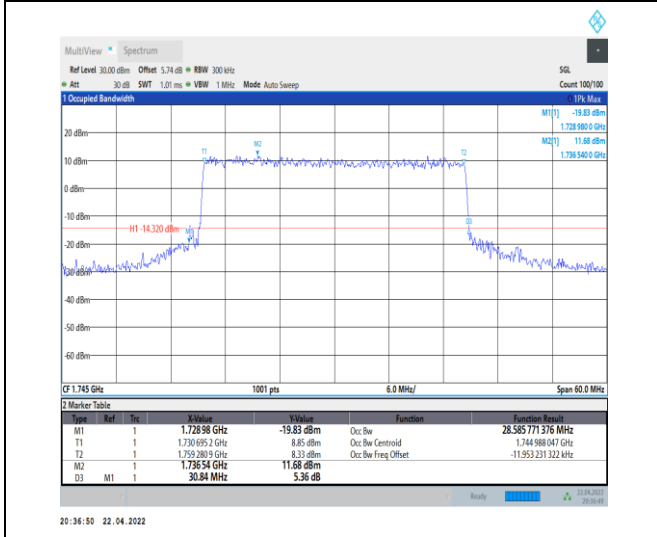 MultiView Spectrum
Ref Level 30.00 dBm Offset 5.74 dB RBW 300 kHz SGL
Att 30 dB SWT 1.01 ms VBW 1 MHz Mode Auto Sweep Count 100/100
1 Occupied Bandwidth 1Pk Max
M1[1] -19.83 dBm
1.728 980 0 GHz
M2[1] 11.68 dBm
1.736 540 0 GHz
20 dBm
M2
T1 T2
10 dBm
0 dBm
-10 dBm
D3
H1 -14.320 dBm
M1
-20 dBm
-30 dBm
-40 dBm
-50 dBm
-60 dBm
CF 1.745 GHz 1001 pts 6.0 MHz/ Span 60.0 MHz
2 Marker Table
Type Ref Trc X-Value Y-Value Function Function Result
M1 1 1.728 98 GHz -19.83 dBm Occ Bw 28.585 771 376 MHz
T1 1 1.730 695 2 GHz 8.85 dBm Occ Bw Centroid 1.744 988 047 GHz
T2 1 1.759 280 9 GHz 8.33 dBm Occ Bw Freq Offset -11.953 231 322 kHz
M2 1 1.736 54 GHz 11.68 dBm
D3 M1 1 30.84 MHz 5.36 dB
Ready 22.04.2022
20:36:49
20:36:50 22.04.2022